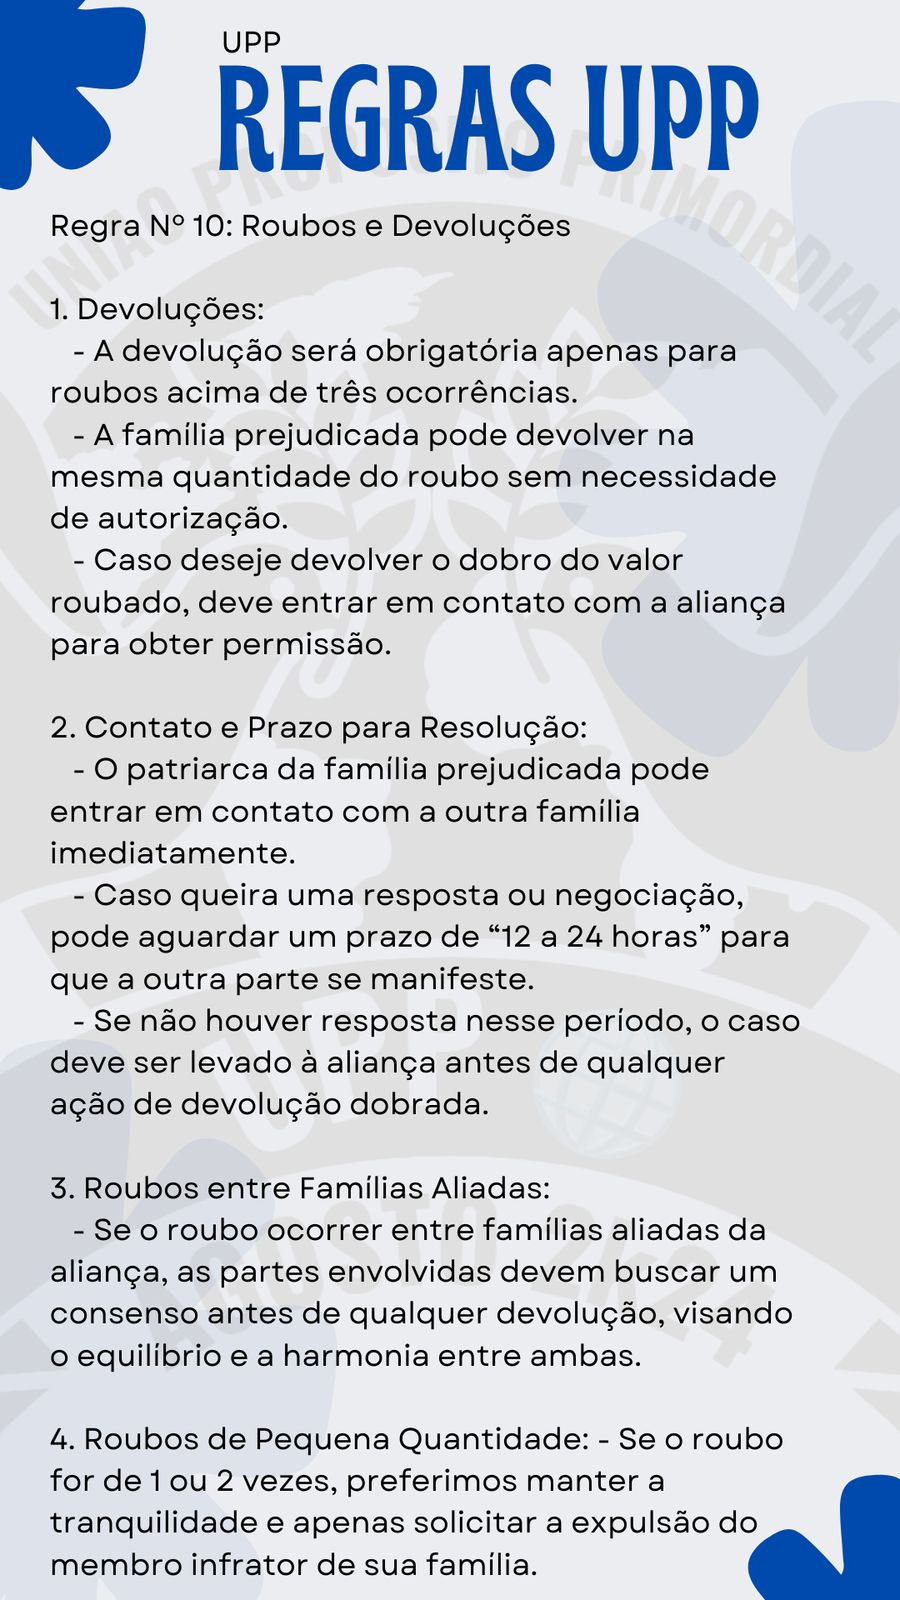 UPP
REGRAS UPP
UNIÃO PROPÓSITO PRIMORDIAL
Regra Nº 10: Roubos e Devoluções
1. Devoluções:
- A devolução será obrigatória apenas para
roubos acima de três ocorrências.
- A família prejudicada pode devolver na
mesma quantidade do roubo sem necessidade
de autorização.
- Caso deseje devolver o dobro do valor
roubado, deve entrar em contato com a aliança
para obter permissão.
2. Contato e Prazo para Resolução:
- O patriarca da família prejudicada pode
entrar em contato com a outra família
imediatamente.
- Caso queira uma resposta ou negociação,
pode aguardar um prazo de “12 a 24 horas” para
que a outra parte se manifeste.
- Se não houver resposta nesse período, o caso
deve ser levado à aliança antes de qualquer
ação de devolução dobrada.
UPP
3. Roubos entre Famílias Aliadas:
- Se o roubo ocorrer entre famílias aliadas da
aliança, as partes envolvidas devem buscar um
consenso antes de qualquer devolução, visando
o equilíbrio e a harmonia entre ambas.
AGOSTO 2K24
4. Roubos de Pequena Quantidade: - Se o roubo
for de 1 ou 2 vezes, preferimos manter a
tranquilidade e apenas solicitar a expulsão do
membro infrator de sua família.